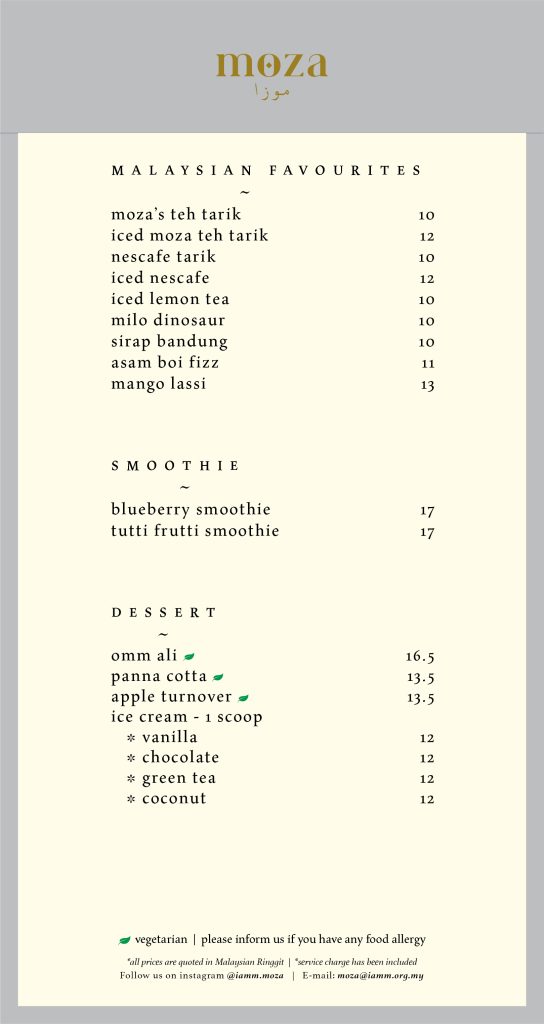 moza
موزا
MALAYSIAN FAVOURITES
~
moza's teh tarik 10
iced moza teh tarik 12
nescafe tarik 10
iced nescafe 12
iced lemon tea 10
milo dinosaur 10
sirap bandung 10
asam boi fizz 11
mango lassi 13
SMOOTHIE
~
blueberry smoothie 17
tutti frutti smoothie 17
DESSERT
~
omm ali 16.5
panna cotta 13.5
apple turnover 13.5
ice cream - 1 scoop
✲ vanilla 12
✲ chocolate 12
✲ green tea 12
✲ coconut 12
vegetarian | please inform us if you have any food allergy
*all prices are quoted in Malaysian Ringgit | *service charge has been included
Follow us on instagram @iamm.moza | E-mail: moza@iamm.org.my